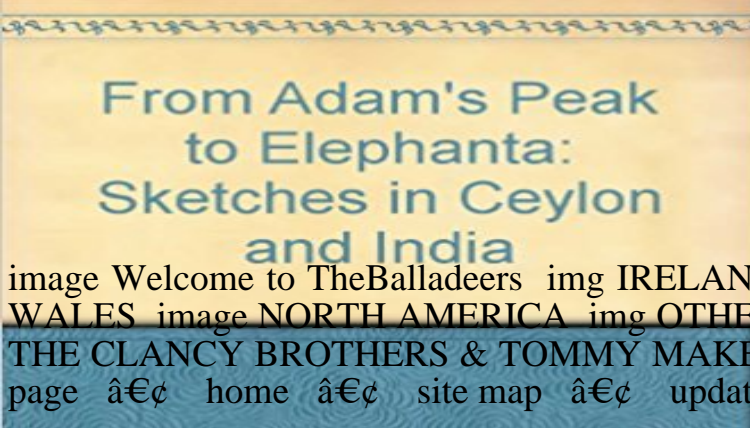 From Adam's Peak
to Elephanta:
Sketches in Ceylon
and India
image Welcome to TheBalladeers img IRELAN
WALES image NORTH AMERICA img OTHE
THE CLANCY BROTHERS & TOMMY MAKE
page â€¢ home â€¢ site map â€¢ updat